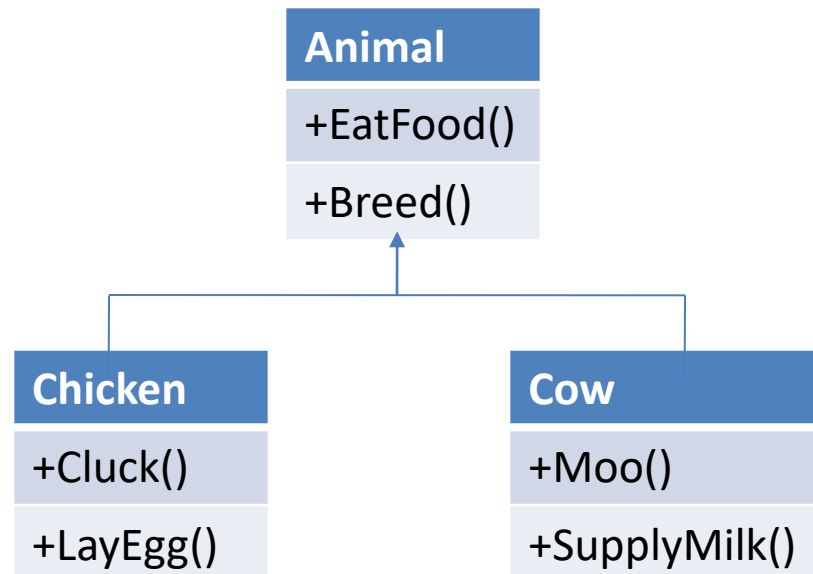 Animal
+EatFood()
+Breed()
Chicken
+Cluck()
+LayEgg()
Cow
+Moo()
+SupplyMilk()